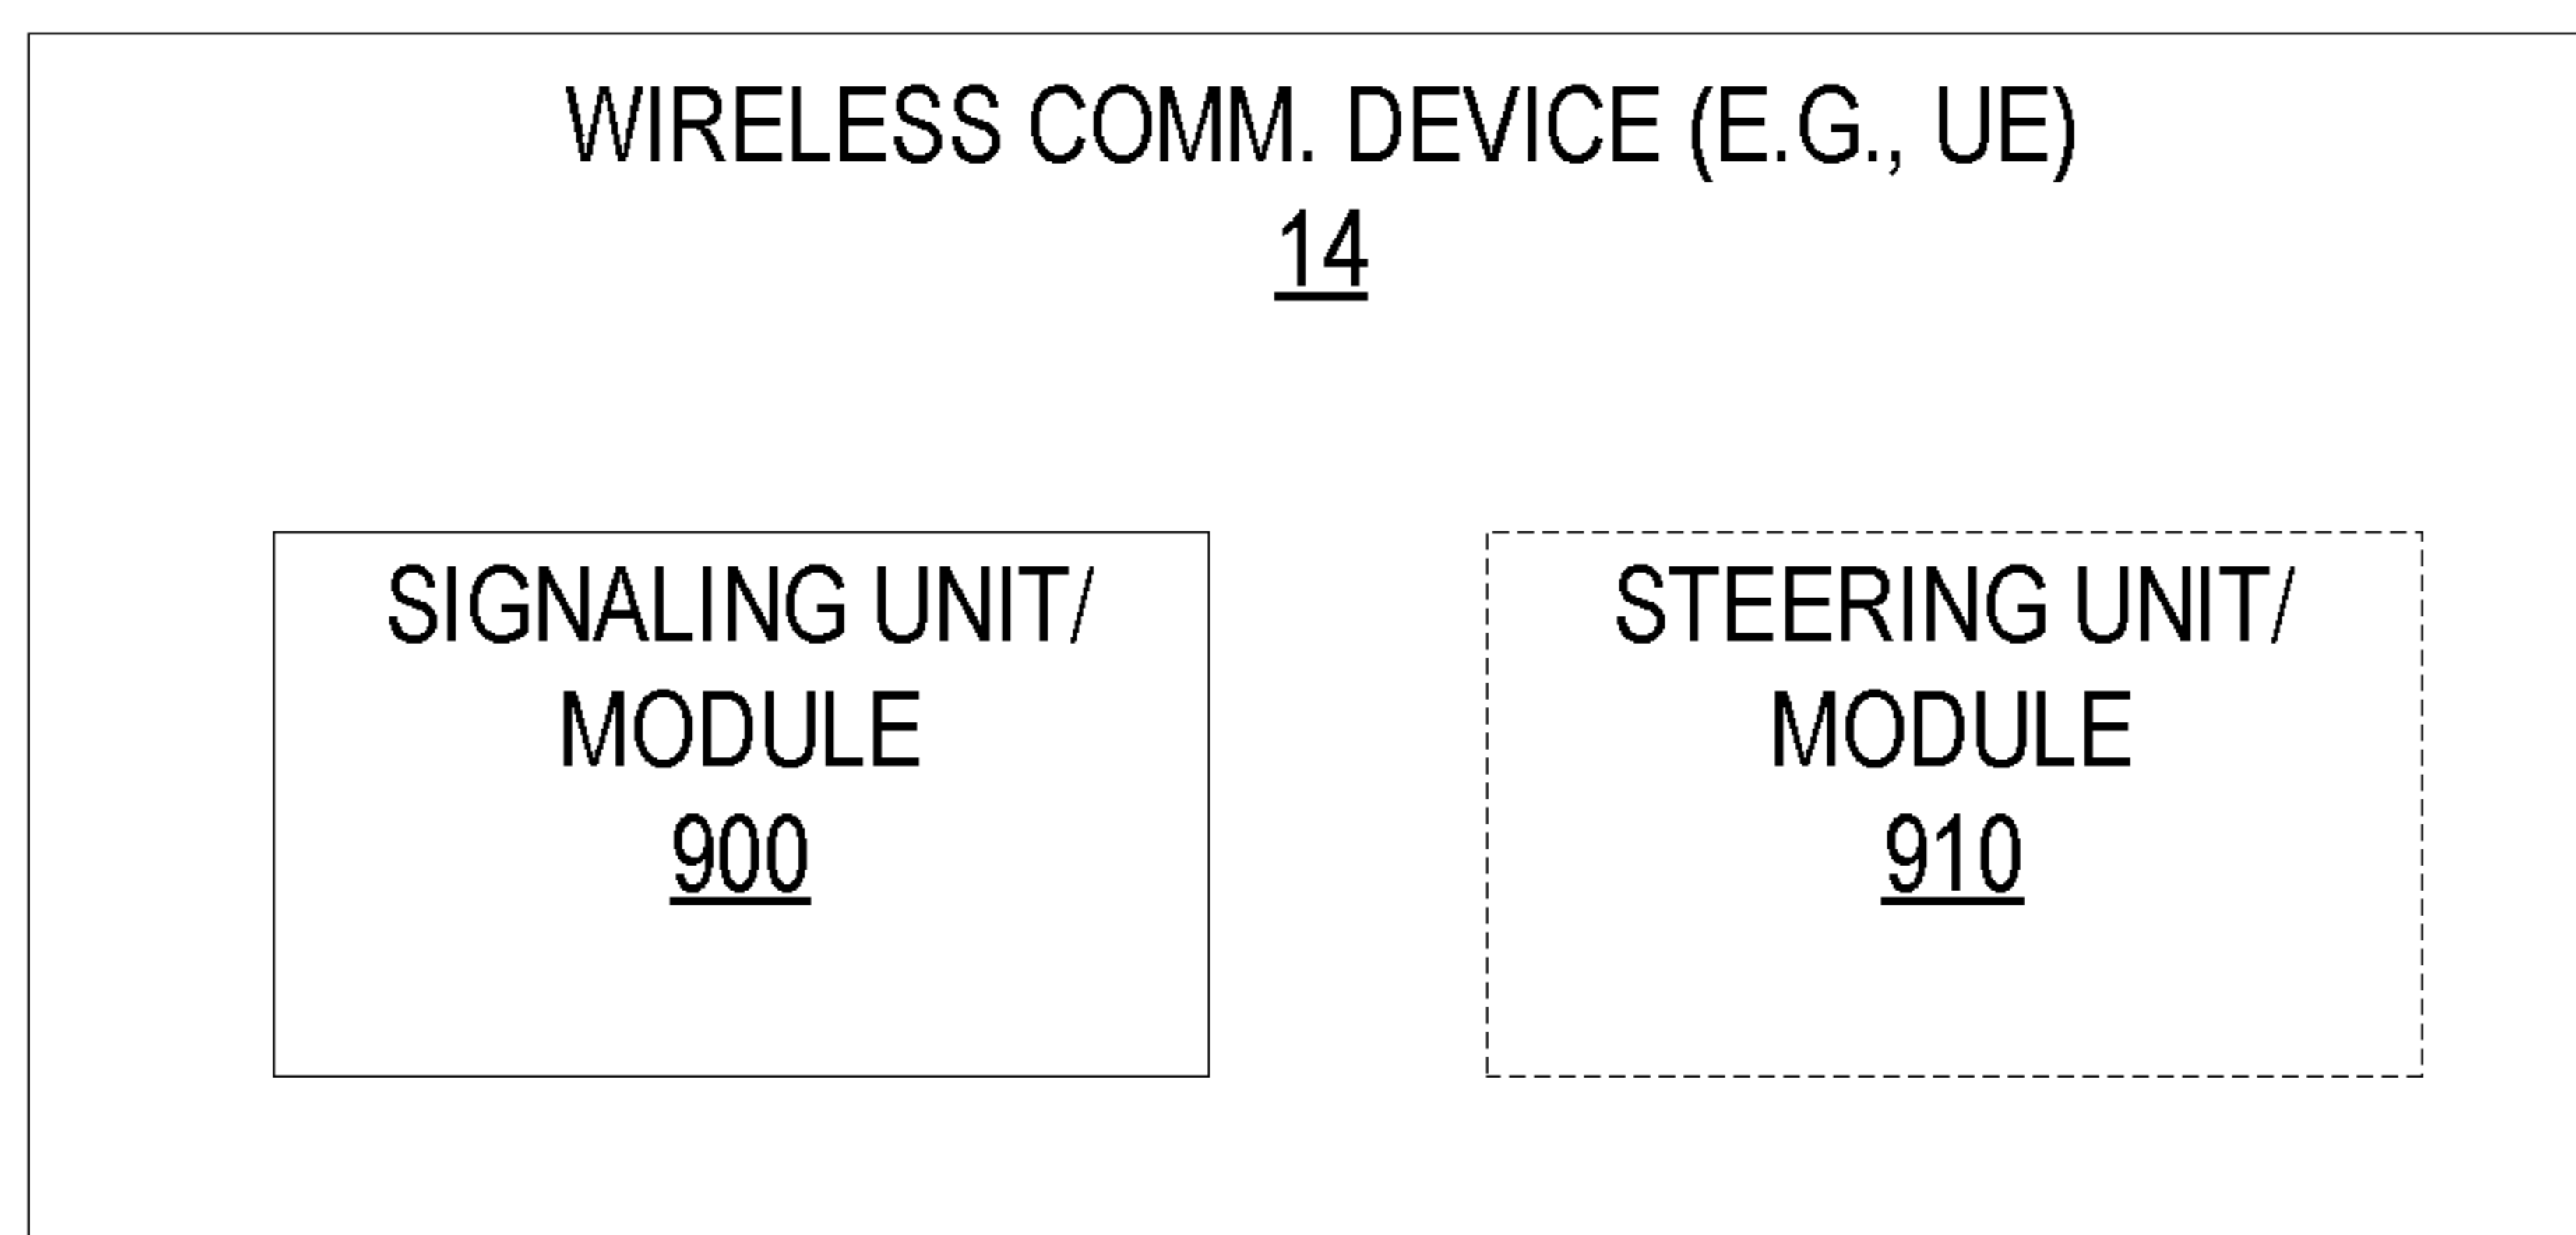 WIRELESS COMM. DEVICE (E.G., UE)
14
SIGNALING UNIT/
MODULE
900
STEERING UNIT/
MODULE
910